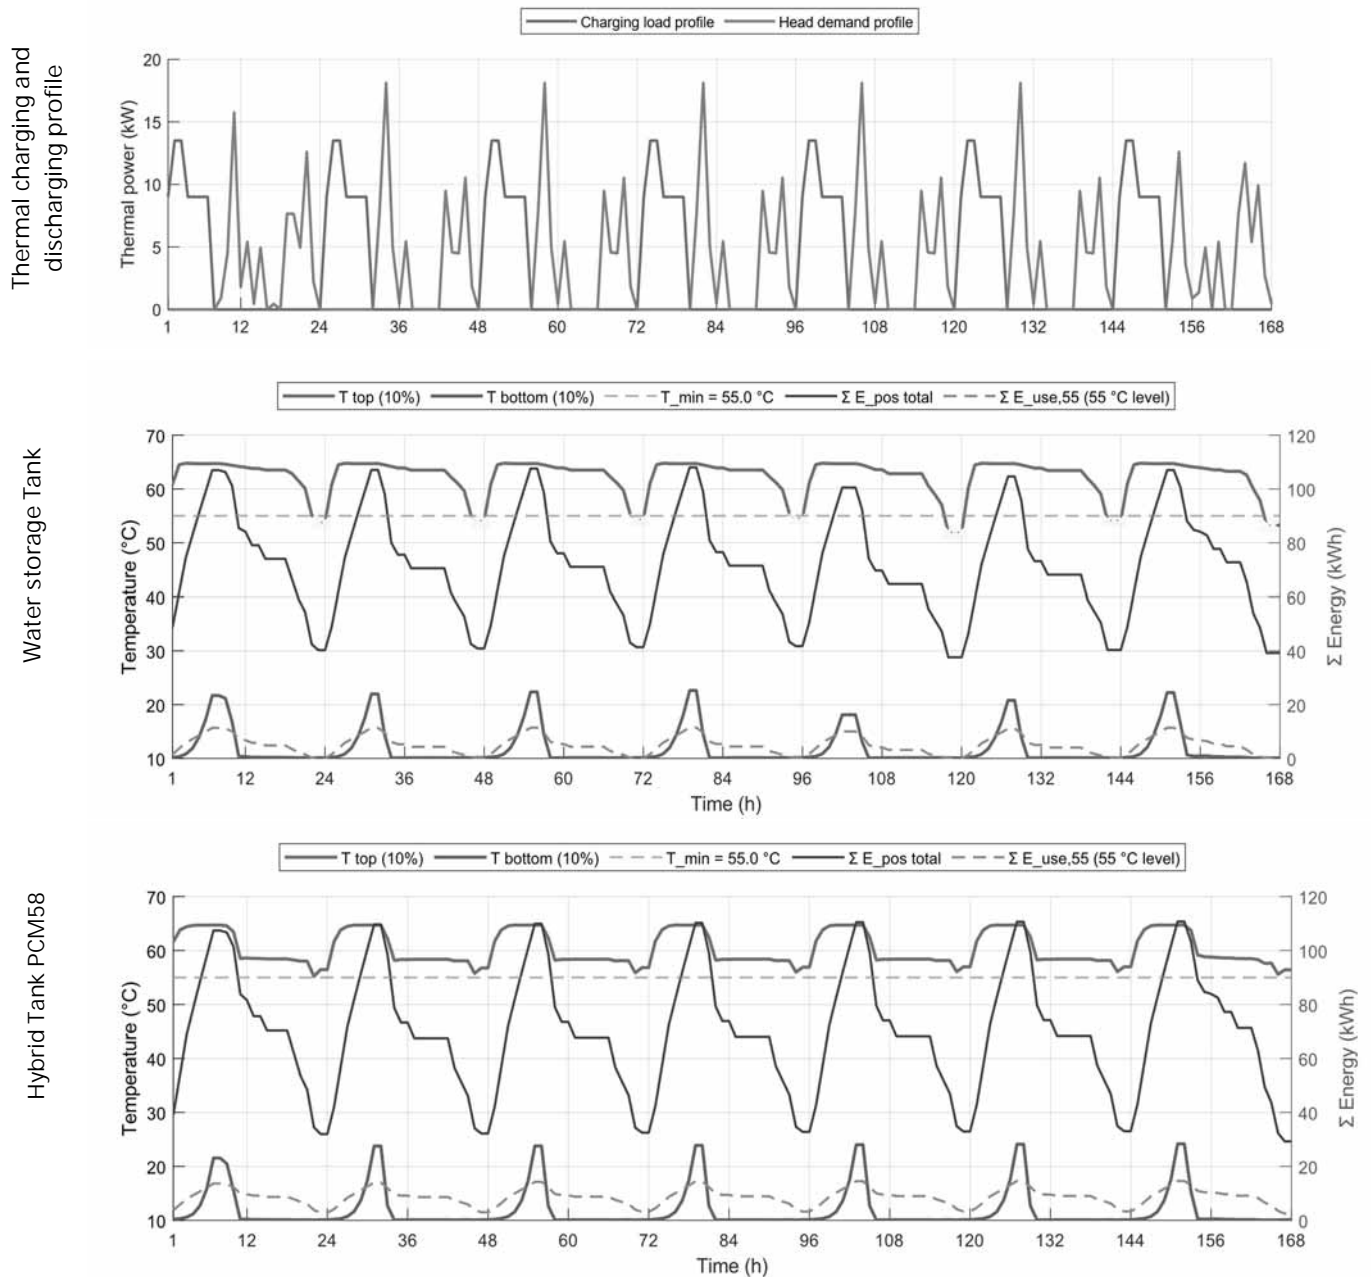 Charging load profile Head demand profile
Thermal charging and
discharging profile
Thermal power (kW)
20
15
10
5
0
1 12 24 36 48 60 72 84 96 108 120 132 144 156 168
T top (10%) T bottom (10%) T_min = 55.0 °C Σ E_pos total Σ E_use,55 (55 °C level)
Water storage Tank
Temperature (°C)
70
60
50
40
30
20
10
120
100
80
60
40
20
0
Σ Energy (kWh)
1 12 24 36 48 60 72 84 96 108 120 132 144 156 168
Time (h)
T top (10%) T bottom (10%) T_min = 55.0 °C Σ E_pos total Σ E_use,55 (55 °C level)
Hybrid Tank PCM58
Temperature (°C)
70
60
50
40
30
20
10
120
100
80
60
40
20
0
Σ Energy (kWh)
1 12 24 36 48 60 72 84 96 108 120 132 144 156 168
Time (h)